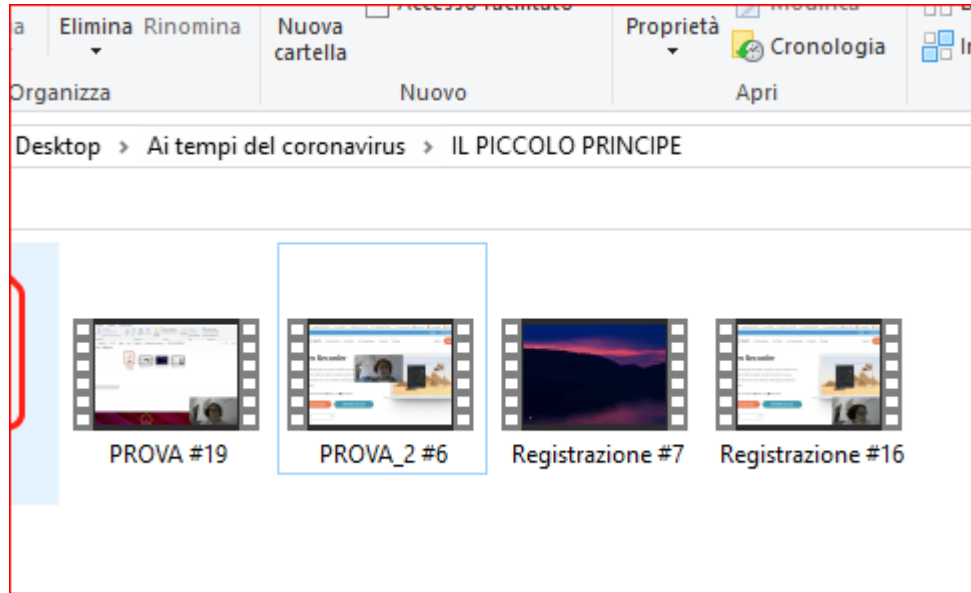 Elimina Rinomina
Nuova
cartella
Proprietà
Cronologia
Organizza
Nuovo
Apri
Desktop > Ai tempi del coronavirus > IL PICCOLO PRINCIPE
PROVA #19
PROVA_2 #6
Registrazione #7
Registrazione #16